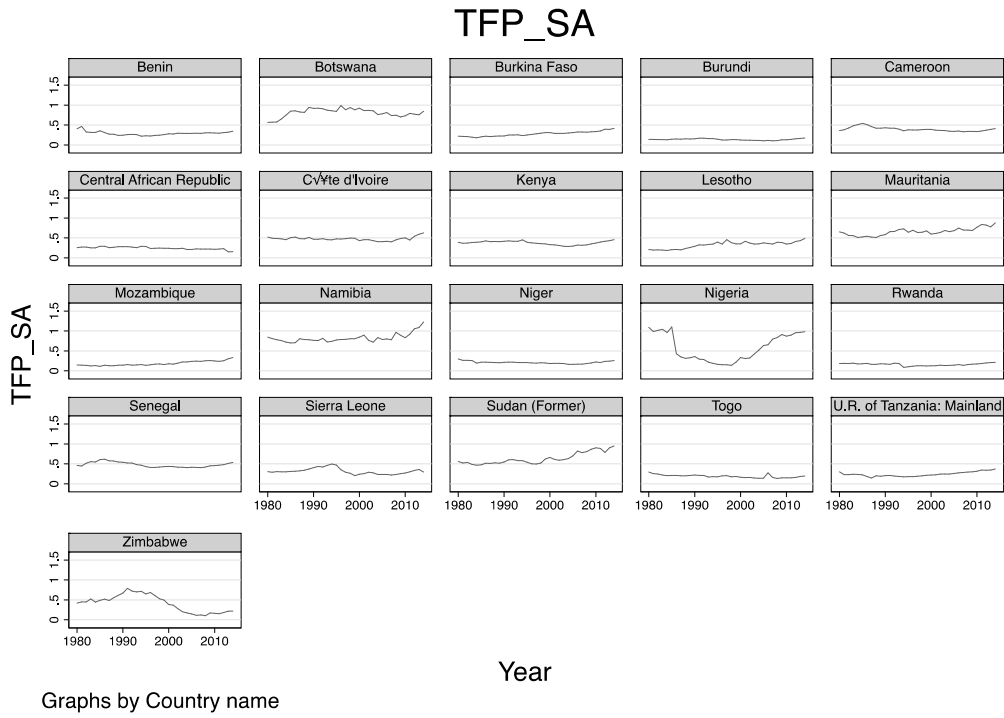 TFP_SA
Benin
Botswana
Burkina Faso
Burundi
Cameroon
0 .5 1 1.5
Central African Republic
C√¥te d'Ivoire
Kenya
Lesotho
Mauritania
0 .5 1 1.5
Mozambique
Namibia
Niger
Nigeria
Rwanda
0 .5 1 1.5
TFP_SA
Senegal
Sierra Leone
Sudan (Former)
Togo
U.R. of Tanzania: Mainland
0 .5 1 1.5
1980 1990 2000 2010
1980 1990 2000 2010
1980 1990 2000 2010
1980 1990 2000 2010
Zimbabwe
0 .5 1 1.5
1980 1990 2000 2010
Year
Graphs by Country name